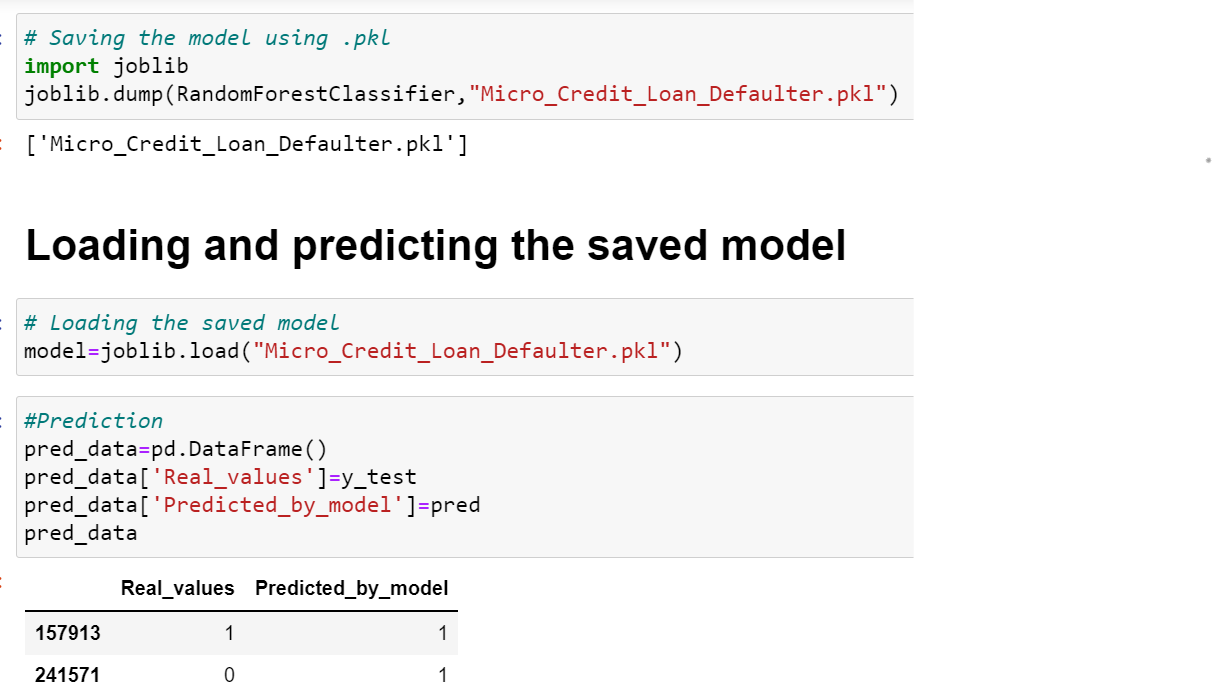 # Saving the model using .pkl
import joblib
joblib.dump(RandomForestClassifier,"Micro_Credit_Loan_Defaulter.pkl")
['Micro_Credit_Loan_Defaulter.pkl']
Loading and predicting the saved model
# Loading the saved model
model=joblib.load("Micro_Credit_Loan_Defaulter.pkl")
#Prediction
pred_data=pd.DataFrame()
pred_data['Real_values']=y_test
pred_data['Predicted_by_model']=pred
pred_data
Real_values Predicted_by_model
157913 1 1
241571 0 1